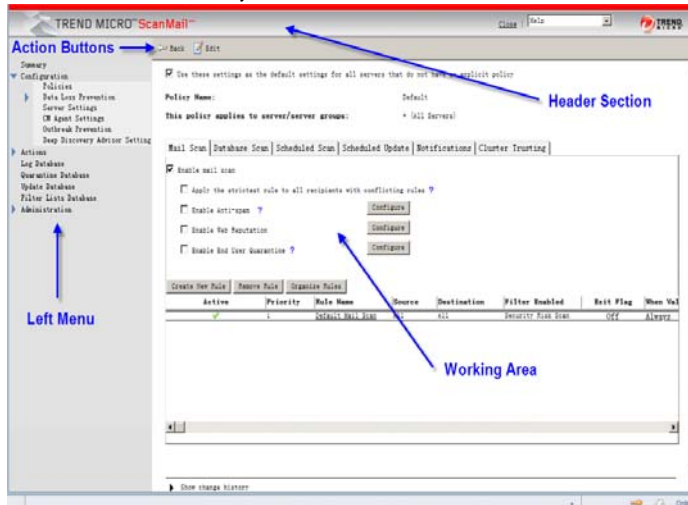 TREND MICRO™ ScanMail™
Close | Help
TREND
Action Buttons
Back Edit
Header Section
Summary
Configuration
Policies
Data Loss Prevention
Server Settings
CM Agent Settings
Outbreak Prevention
Deep Discovery Advisor Setting
Actions
Log Database
Quarantine Database
Update Database
Filter Lists Database
Administration
Left Menu
Use these settings as the default settings for all servers that do not have an explicit policy
Policy Name: Default
This policy applies to server/server groups: * (All Servers)
Mail Scan Database Scan Scheduled Scan Scheduled Update Notifications Cluster Trusting
Enable mail scan
Apply the strictest rule to all recipients with conflicting rules ?
Enable Anti-spam ? Configure
Enable Web Reputation Configure
Enable End User Quarantine ? Configure
Create New Rule Remove Rule Organize Rules
Active Priority Rule Name Source Destination Filter Enabled Exit Flag When Val
1 Default Mail Scan All All Security Risk Scan Off Always
Working Area
Show change history